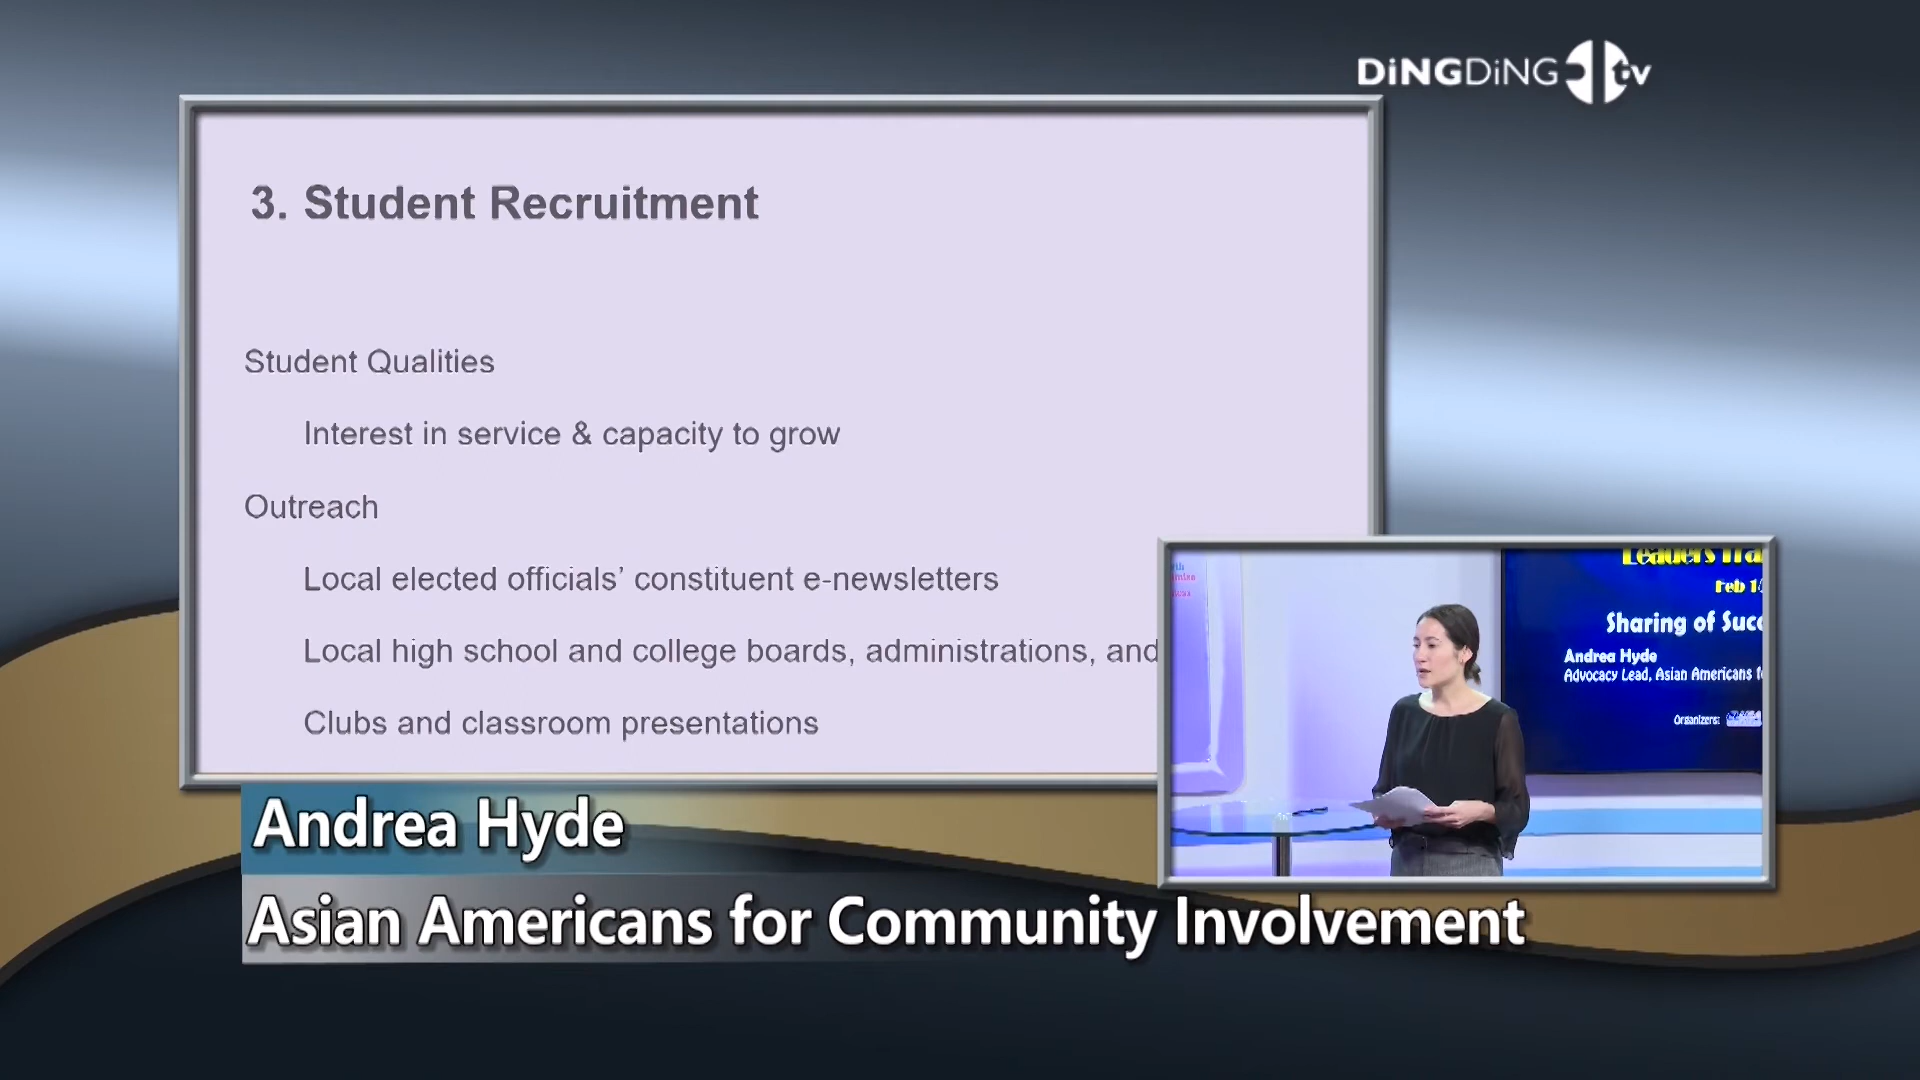 DiNGDiNG tv
3. Student Recruitment
Student Qualities
Interest in service & capacity to grow
Outreach
Local elected officials’ constituent e-newsletters
Local high school and college boards, administrations, and
Clubs and classroom presentations
Leaders
Feb
Sharing of
Andrea Hyde
Advocacy Lead, Asian Americans
Organizers:
Andrea Hyde
Asian Americans for Community Involvement